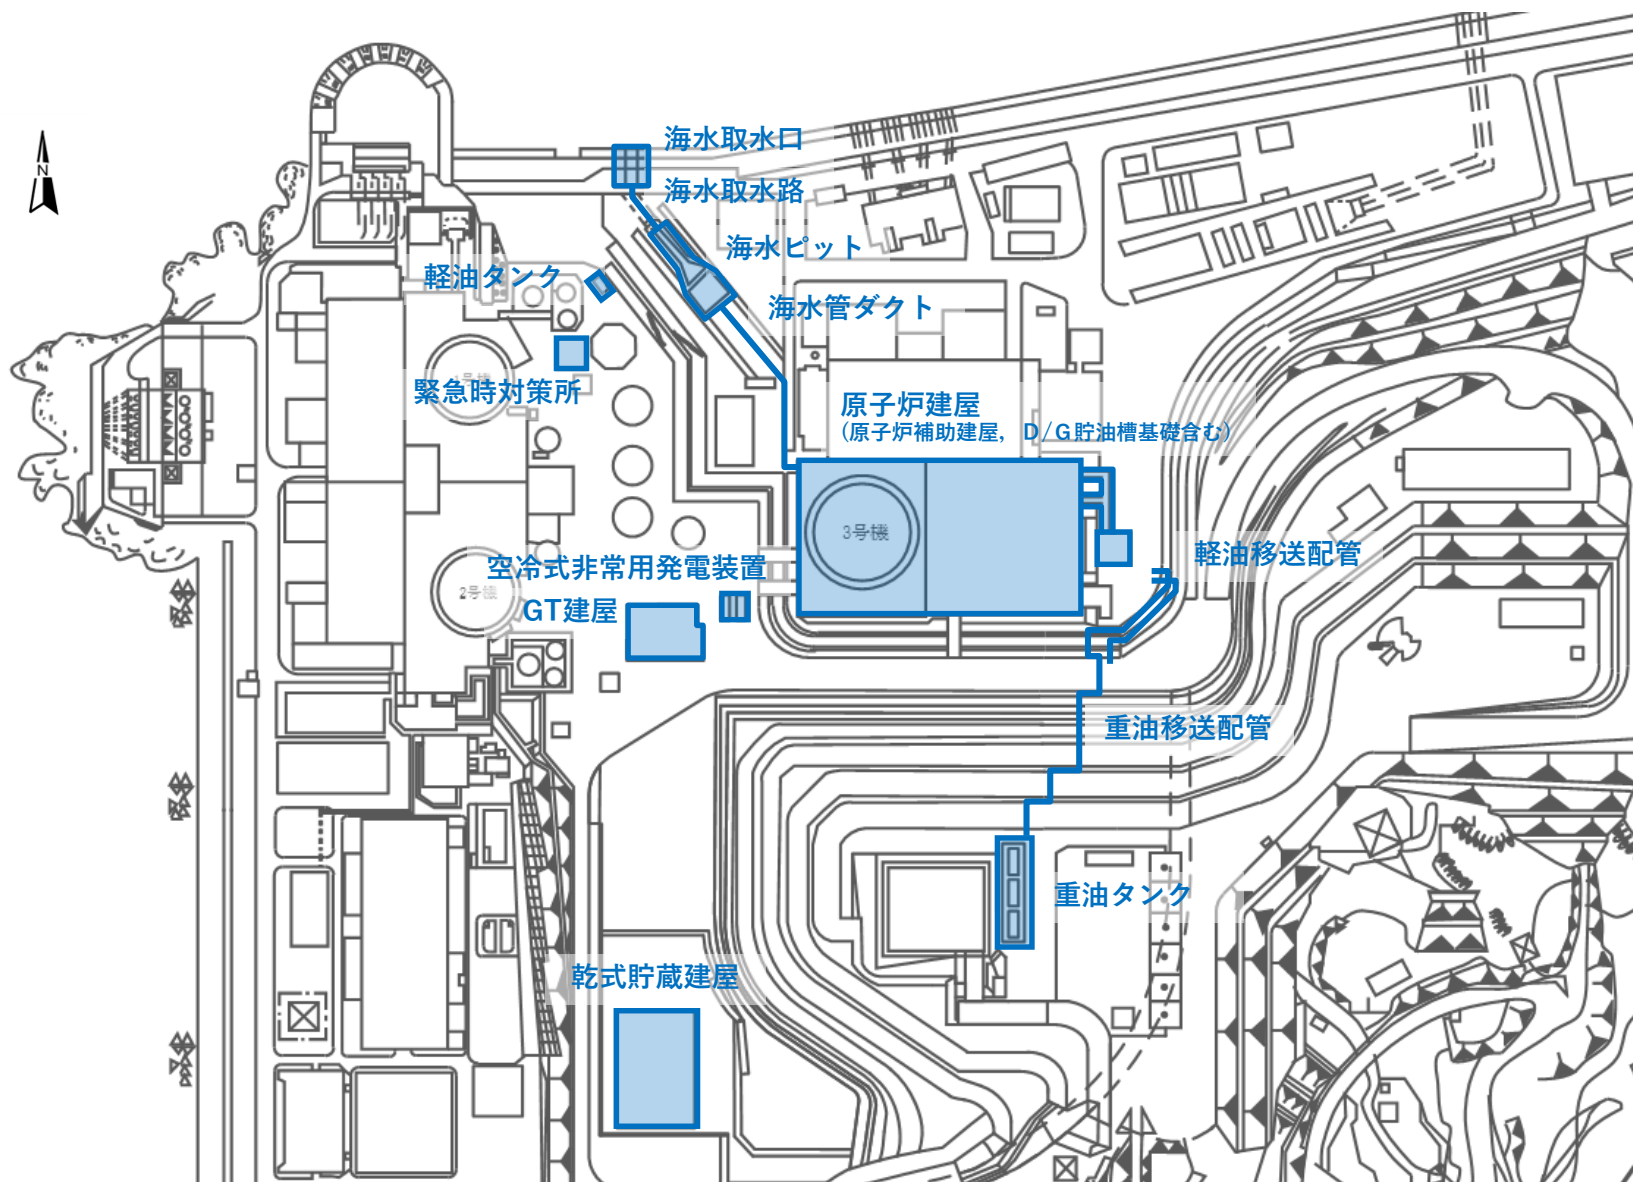 海水取水口
N
海水取水路
海水ピット
軽油タンク
海水管ダクト
1号機
緊急時対策所
原子炉建屋
(原子炉補助建屋, D/G貯油槽基礎含む)
3号機
軽油移送配管
空冷式非常用発電装置
2号機
GT建屋
重油移送配管
重油タンク
乾式貯蔵建屋